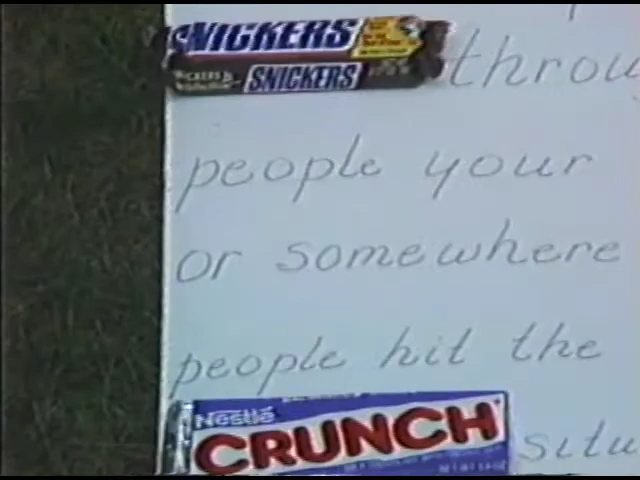 SNICKERS
SNICKERS
throu
people your
or somewhere
people hit the
Nestlé
CRUNCH
situ